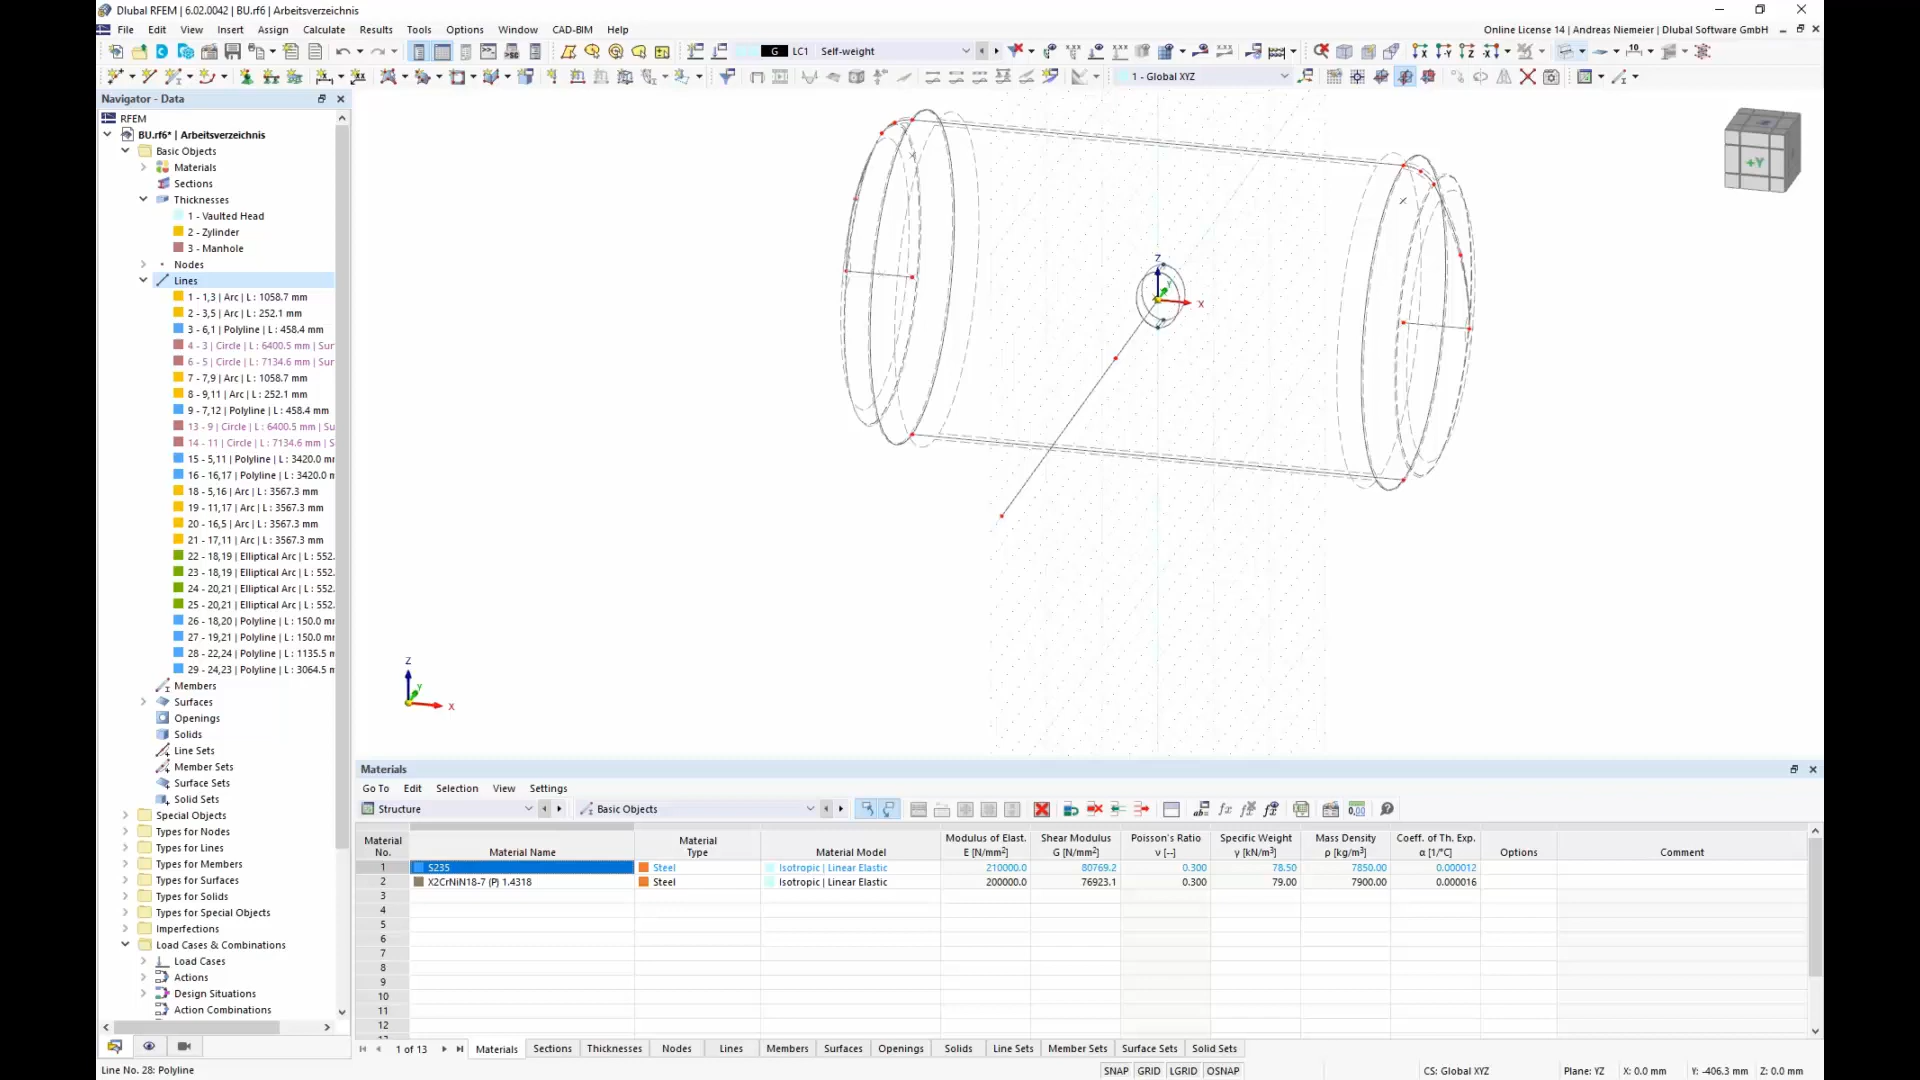 Dlubal RFEM | 6.02.0042 | BU.rf6 | Arbeitsverzeichnis
File Edit View Insert Assign Calculate Results Tools Options Window CAD-BIM Help
Online License 14 | Andreas Niemeier | Dlubal Software GmbH
G LC1 Self-weight
1 - Global XYZ
Navigator - Data
RFEM
BU.rf6* | Arbeitsverzeichnis
Basic Objects
Materials
Sections
Thicknesses
1 - Vaulted Head
2 - Zylinder
3 - Manhole
Nodes
Lines
1 - 1,3 | Arc | L : 1058.7 mm
2 - 3,5 | Arc | L : 252.1 mm
3 - 6,1 | Polyline | L : 458.4 mm
4 - 3 | Circle | L : 6400.5 mm | Sur
6 - 5 | Circle | L : 7134.6 mm | Sur
7 - 7,9 | Arc | L : 1058.7 mm
8 - 9,11 | Arc | L : 252.1 mm
9 - 7,12 | Polyline | L : 458.4 mm
13 - 9 | Circle | L : 6400.5 mm | Su
14 - 11 | Circle | L : 7134.6 mm | S
15 - 5,11 | Polyline | L : 3420.0 m
16 - 16,17 | Polyline | L : 3420.0 m
18 - 5,16 | Arc | L : 3567.3 mm
19 - 11,17 | Arc | L : 3567.3 mm
20 - 16,5 | Arc | L : 3567.3 mm
21 - 17,11 | Arc | L : 3567.3 mm
22 - 18,19 | Elliptical Arc | L : 552.
23 - 18,19 | Elliptical Arc | L : 552.
24 - 20,21 | Elliptical Arc | L : 552.
25 - 20,21 | Elliptical Arc | L : 552.
26 - 18,20 | Polyline | L : 150.0 m
27 - 19,21 | Polyline | L : 150.0 m
28 - 22,24 | Polyline | L : 1135.5 m
29 - 24,23 | Polyline | L : 3064.5 m
Members
Surfaces
Openings
Solids
Line Sets
Member Sets
Surface Sets
Solid Sets
Special Objects
Types for Nodes
Types for Lines
Types for Members
Types for Surfaces
Types for Solids
Types for Special Objects
Imperfections
Load Cases & Combinations
Load Cases
Actions
Design Situations
Action Combinations
+Y
Z
Y
X
Z
Y
X
Materials
Go To Edit Selection View Settings
Structure Basic Objects
Material No. Material Name Material Type Material Model Modulus of Elast. E [N/mm²] Shear Modulus G [N/mm²] Poisson's Ratio ν [--] Specific Weight γ [kN/m³] Mass Density ρ [kg/m³] Coeff. of Th. Exp. α [1/°C] Options Comment
1 S235 Steel Isotropic | Linear Elastic 210000.0 80769.2 0.300 78.50 7850.00 0.000012
2 X2CrNiN18-7 (P) 1.4318 Steel Isotropic | Linear Elastic 200000.0 76923.1 0.300 79.00 7900.00 0.000016
3
4
5
6
7
8
9
10
11
12
1 of 13 Materials Sections Thicknesses Nodes Lines Members Surfaces Openings Solids Line Sets Member Sets Surface Sets Solid Sets
Line No. 28: Polyline
SNAP GRID LGRID OSNAP CS: Global XYZ Plane: YZ X: 0.0 mm Y: -406.3 mm Z: 0.0 mm